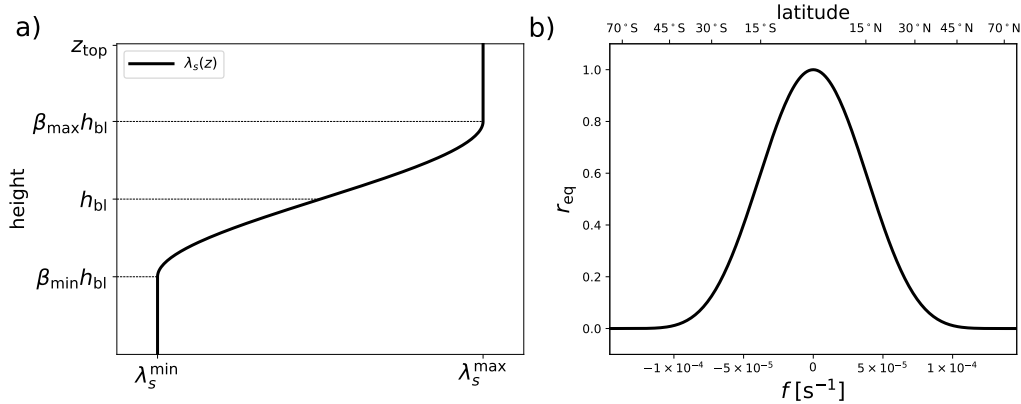 a)
z_top
β_max h_bl
h_bl
β_min h_bl
height
λ_s(z)
λ_s^min
λ_s^max
b)
latitude
70°S 45°S 30°S 15°S 15°N 30°N 45°N 70°N
1.0
0.8
0.6
0.4
0.2
0.0
r_eq
−1 × 10⁻⁴ −5 × 10⁻⁵ 0 5 × 10⁻⁵ 1 × 10⁻⁴
f [s⁻¹]